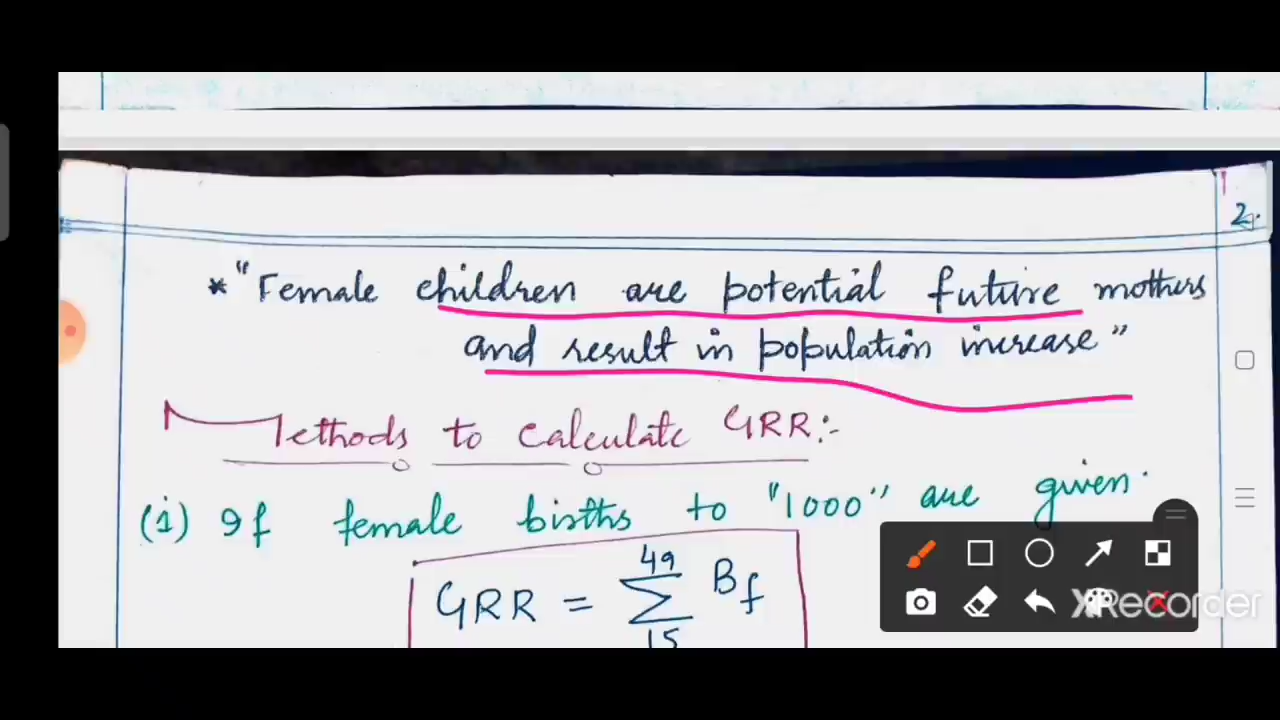 2.
* "Female children are potential future mothers
and result in population increase"
Methods to calculate GRR:-
(i) If female births to "1000" are given.
49
GRR = Σ Bf
15
XRecorder